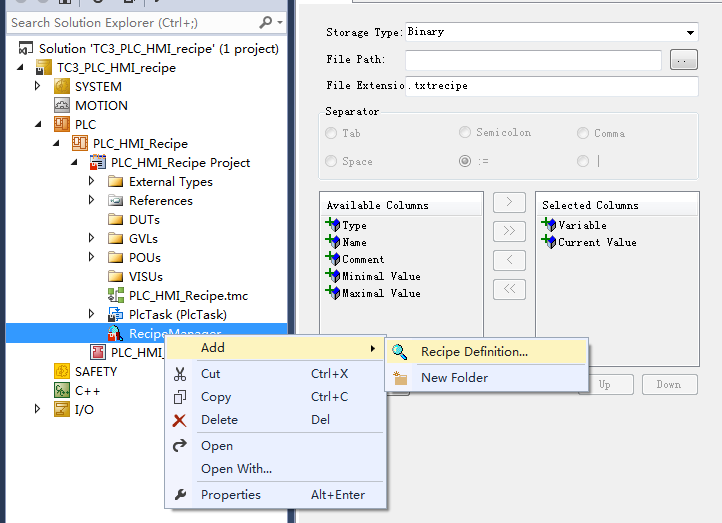 Search Solution Explorer (Ctrl+;)
Solution 'TC3_PLC_HMI_recipe' (1 project)
TC3_PLC_HMI_recipe
SYSTEM
MOTION
PLC
PLC_HMI_Recipe
PLC_HMI_Recipe Project
External Types
References
DUTs
GVLs
POUs
VISUs
PLC_HMI_Recipe.tmc
PlcTask (PlcTask)
RecipeManager
PLC_HMI_
SAFETY
C++
I/O
Add
Cut Ctrl+X
Copy Ctrl+C
Delete Del
Open
Open With...
Properties Alt+Enter
Recipe Definition...
New Folder
Storage Type: Binary
File Path: ..
File Extensio .txtrecipe
Separator
Tab Semicolon Comma
Space := |
Available Columns
Type
Name
Comment
Minimal Value
Maximal Value
>
>>
<
<<
Selected Columns
Variable
Current Value
Up Down